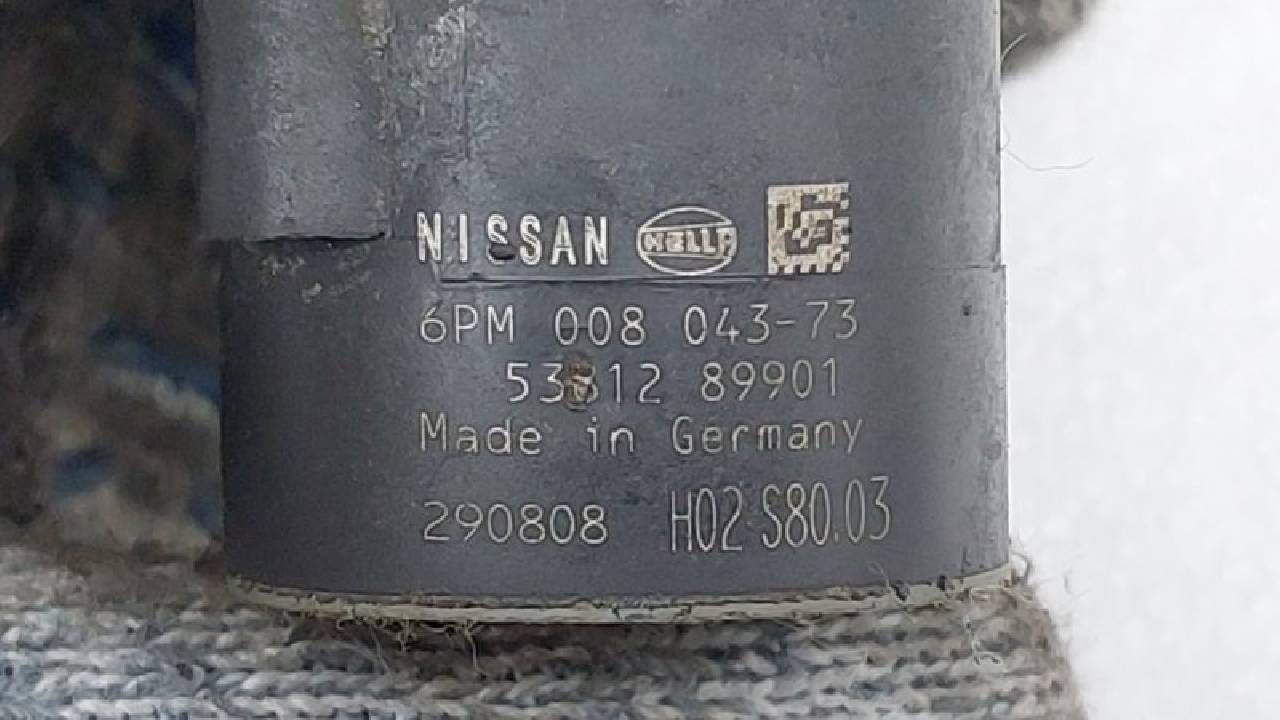 NISSAN HELLA
6PM 008 043-73
89901
Made in Germany
290808 H02 S80.03